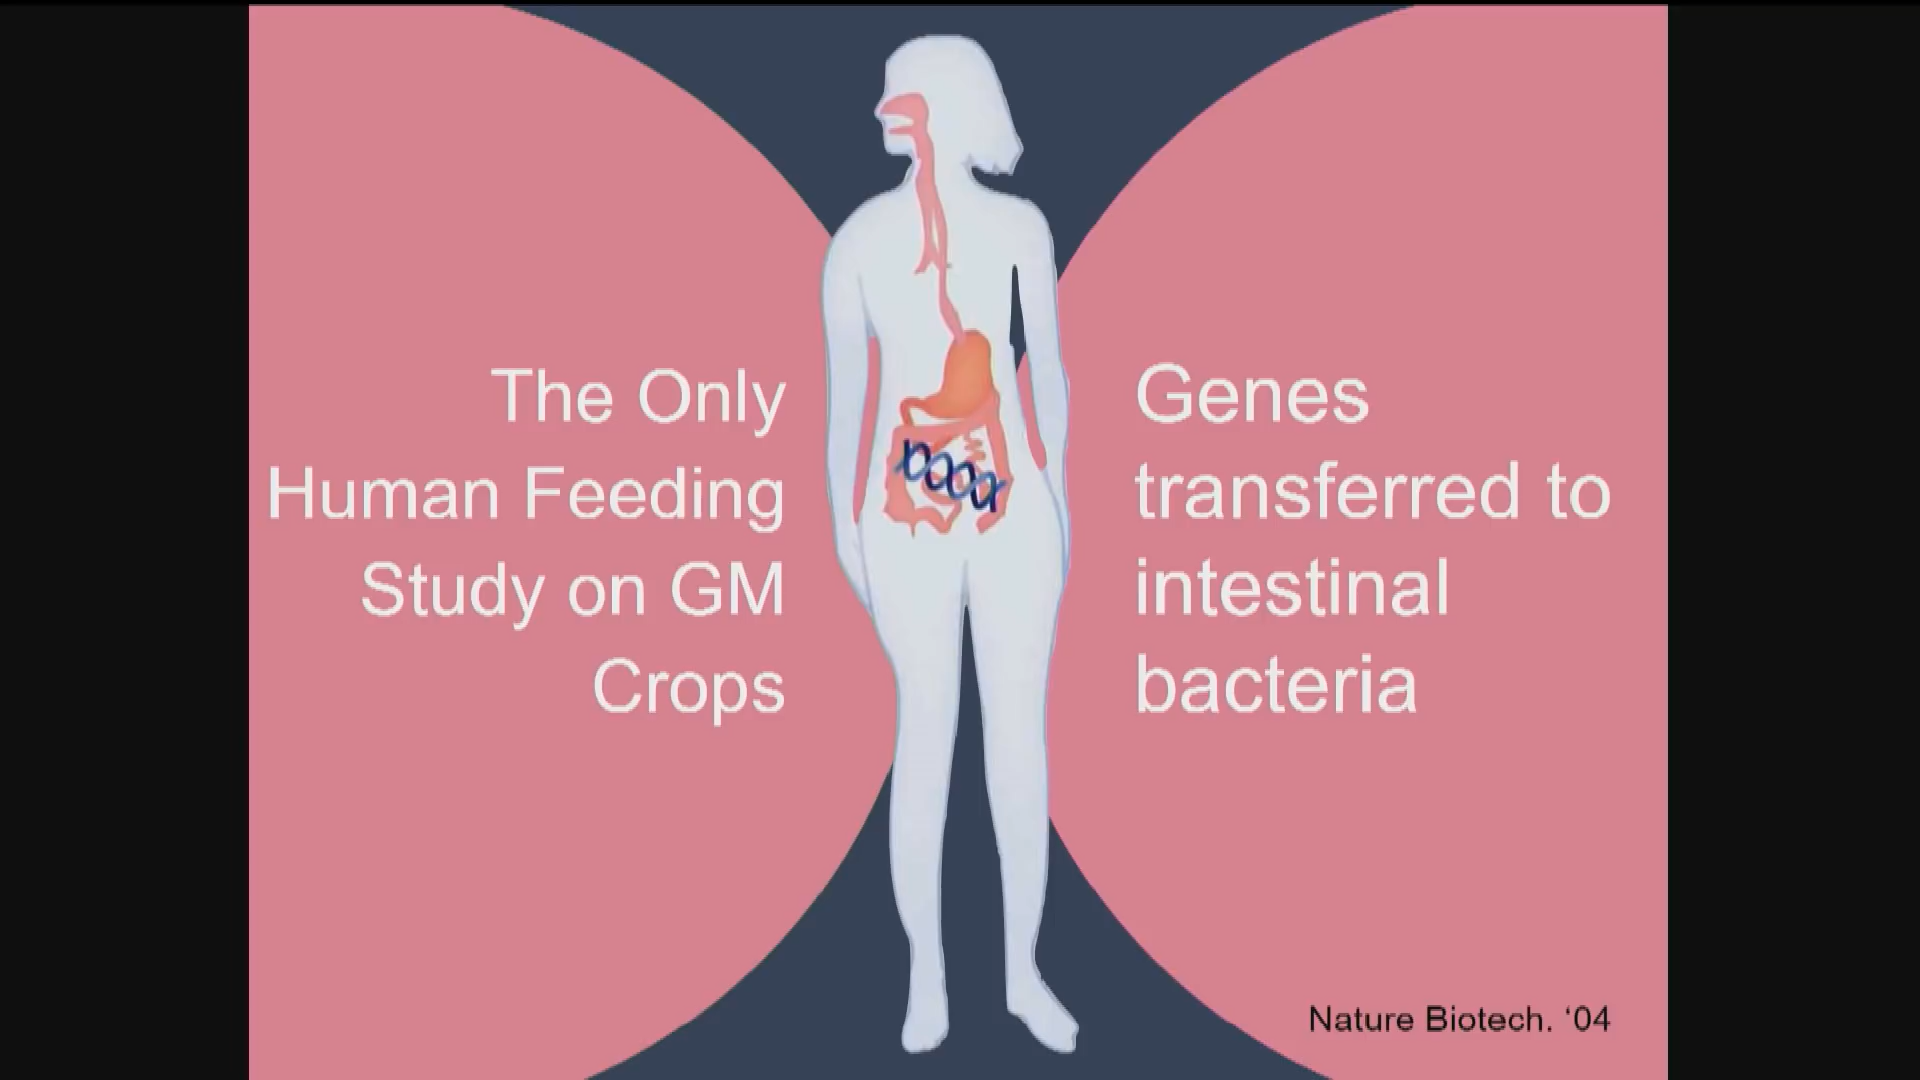 The Only
Human Feeding
Study on GM
Crops
Genes
transferred to
intestinal
bacteria
Nature Biotech. ‘04